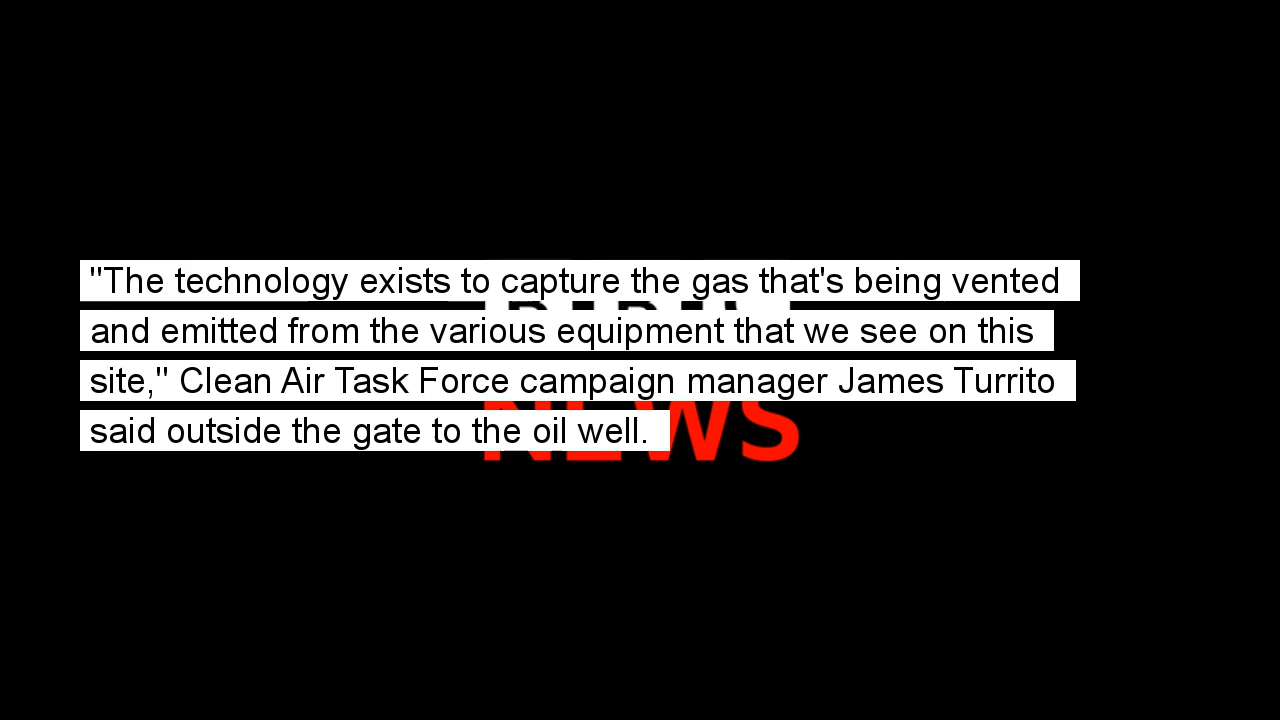 "The technology exists to capture the gas that's being vented
and emitted from the various equipment that we see on this
site," Clean Air Task Force campaign manager James Turrito
said outside the gate to the oil well.
NEWS